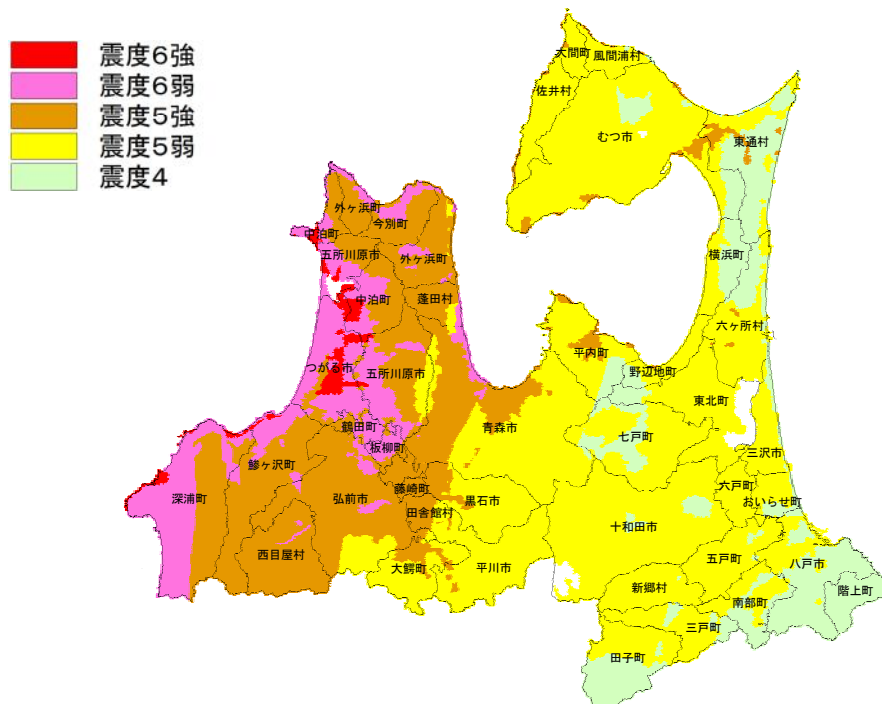 震度6強
震度6弱
震度5強
震度5弱
震度4
大間町
風間浦村
佐井村
むつ市
東通村
外ヶ浜町
今別町
中泊町
五所川原市
外ヶ浜町
横浜町
中泊町
蓬田村
六ヶ所村
平内町
つがる市
五所川原市
野辺地町
東北町
鶴田町
青森市
七戸町
板柳町
三沢市
鰺ヶ沢町
六戸町
藤崎町
深浦町
弘前市
黒石市
おいらせ町
田舎館村
十和田市
西目屋村
五戸町
八戸市
大鰐町
平川市
新郷村
階上町
南部町
三戸町
田子町